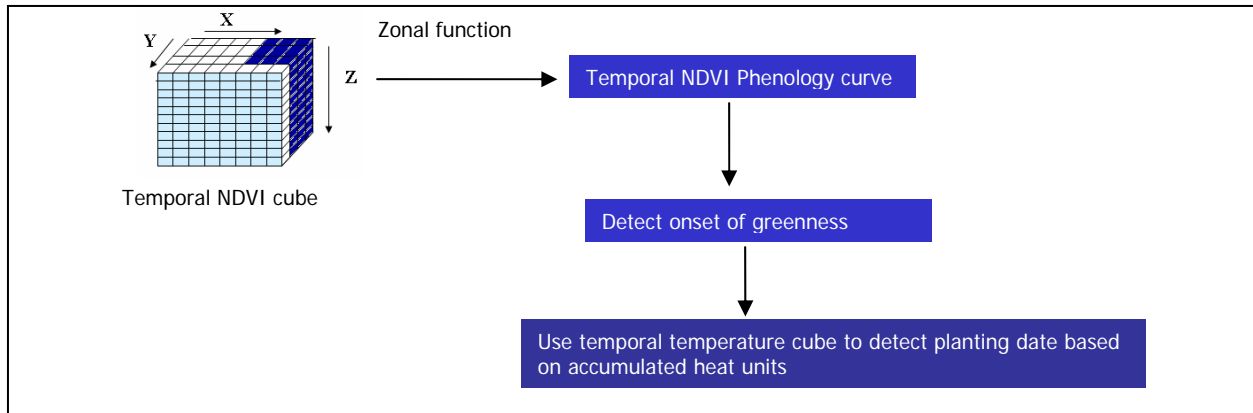 X
Y
Z
Zonal function
Temporal NDVI cube
Temporal NDVI Phenology curve
Detect onset of greenness
Use temporal temperature cube to detect planting date based
on accumulated heat units